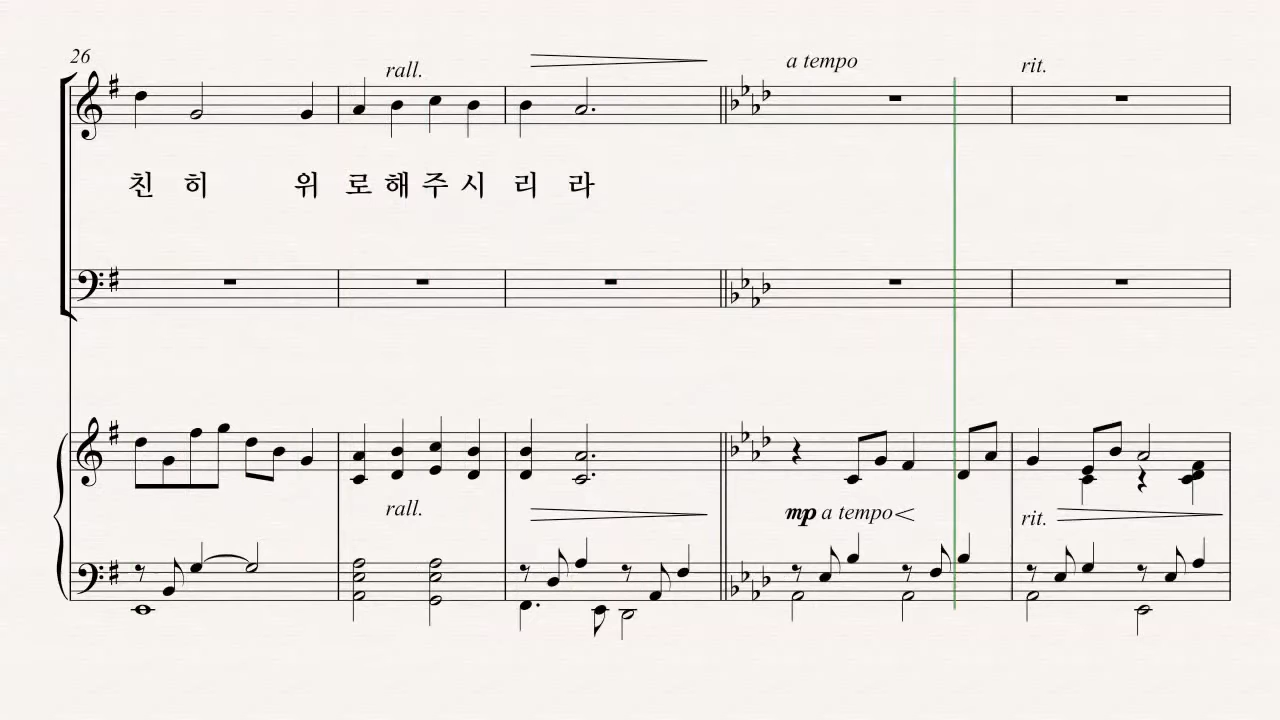 26
rall.
a tempo
rit.
친 히 위 로 해 주 시 리 라
rall.
mp a tempo
rit.